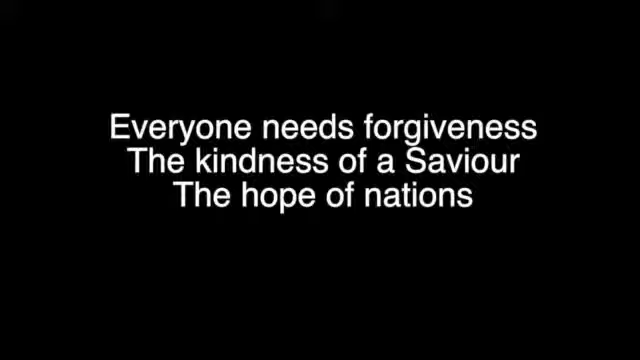 Everyone needs forgiveness
The kindness of a Saviour
The hope of nations